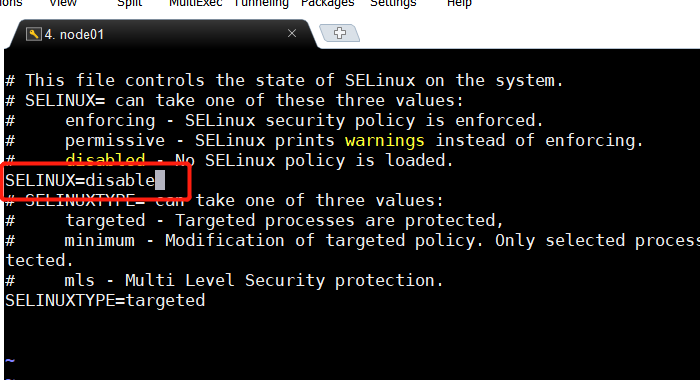 ions View Split MultiExec Tunneling Packages Settings Help
4. node01
# This file controls the state of SELinux on the system.
# SELINUX= can take one of these three values:
#     enforcing - SELinux security policy is enforced.
#     permissive - SELinux prints warnings instead of enforcing.
#     disabled - No SELinux policy is loaded.
SELINUX=disable
# SELINUXTYPE= can take one of three values:
#     targeted - Targeted processes are protected,
#     minimum - Modification of targeted policy. Only selected process
tected.
#     mls - Multi Level Security protection.
SELINUXTYPE=targeted
~